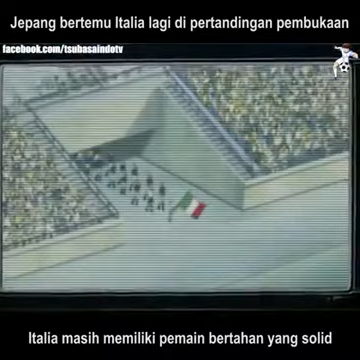 Jepang bertemu Italia lagi di pertandingan pembukaan
facebook.com/tsubasaindotv
Italia masih memiliki pemain bertahan yang solid